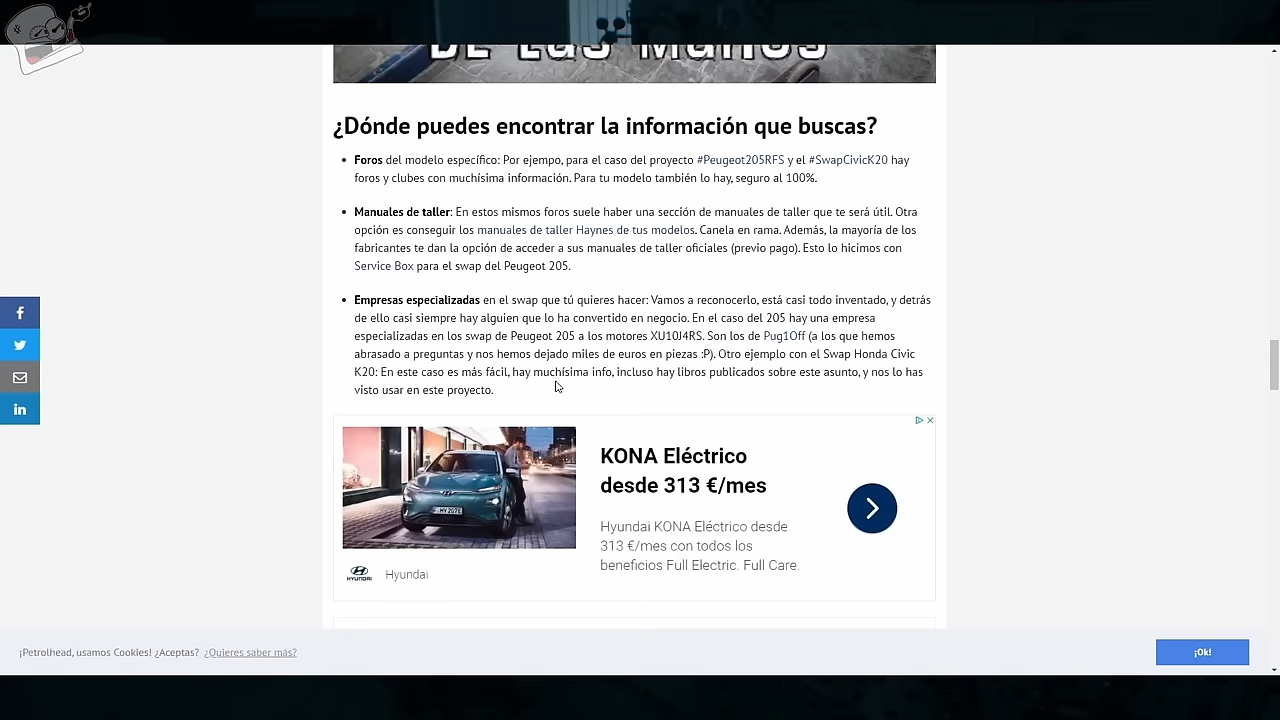 DE Las Manos
¿Dónde puedes encontrar la información que buscas?
• Foros del modelo específico: Por ejempo, para el caso del proyecto #Peugeot205RFS y el #SwapCivicK20 hay
foros y clubes con muchísima información. Para tu modelo también lo hay, seguro al 100%.
• Manuales de taller: En estos mismos foros suele haber una sección de manuales de taller que te será útil. Otra
opción es conseguir los manuales de taller Haynes de tus modelos. Canela en rama. Además, la mayoría de los
fabricantes te dan la opción de acceder a sus manuales de taller oficiales (previo pago). Esto lo hicimos con
Service Box para el swap del Peugeot 205.
• Empresas especializadas en el swap que tú quieres hacer: Vamos a reconocerlo, está casi todo inventado, y detrás
de ello casi siempre hay alguien que lo ha convertido en negocio. En el caso del 205 hay una empresa
especializadas en los swap de Peugeot 205 a los motores XU10J4RS. Son los de Pug1Off (a los que hemos
abrasado a preguntas y nos hemos dejado miles de euros en piezas :P). Otro ejemplo con el Swap Honda Civic
K20: En este caso es más fácil, hay muchísima info, incluso hay libros publicados sobre este asunto, y nos lo has
visto usar en este proyecto.
KONA Eléctrico
desde 313 €/mes
Hyundai KONA Eléctrico desde
313 €/mes con todos los
beneficios Full Electric. Full Care.
HYUNDAI Hyundai
¡Petrolhead, usamos Cookies! ¿Aceptas? ¿Quieres saber más?
¡Ok!